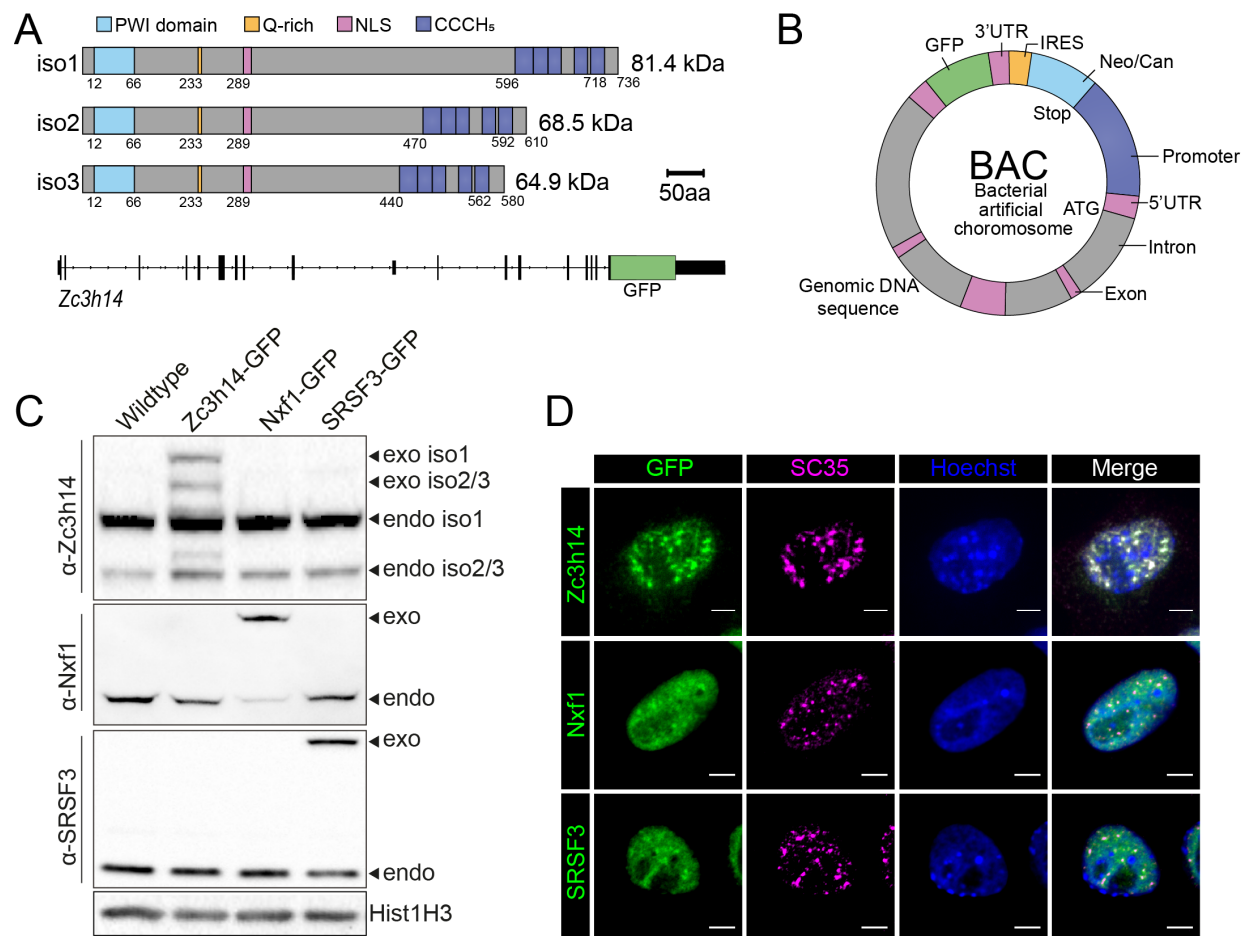 A
PWI domain
Q-rich
NLS
CCCH₅
iso1
81.4 kDa
12 66 233 289 596 718 736
iso2
68.5 kDa
12 66 233 289 470 592 610
iso3
64.9 kDa
12 66 233 289 440 562 580
50aa
GFP
Zc3h14
B
GFP
3'UTR
IRES
Neo/Can
Stop
Promoter
BAC
Bacterial
artificial
choromosome
ATG
5'UTR
Intron
Exon
Genomic DNA
sequence
C
Wildtype
Zc3h14-GFP
Nxf1-GFP
SRSF3-GFP
α-Zc3h14
exo iso1
exo iso2/3
endo iso1
endo iso2/3
α-Nxf1
exo
endo
α-SRSF3
exo
endo
Hist1H3
D
GFP
SC35
Hoechst
Merge
Zc3h14
Nxf1
SRSF3